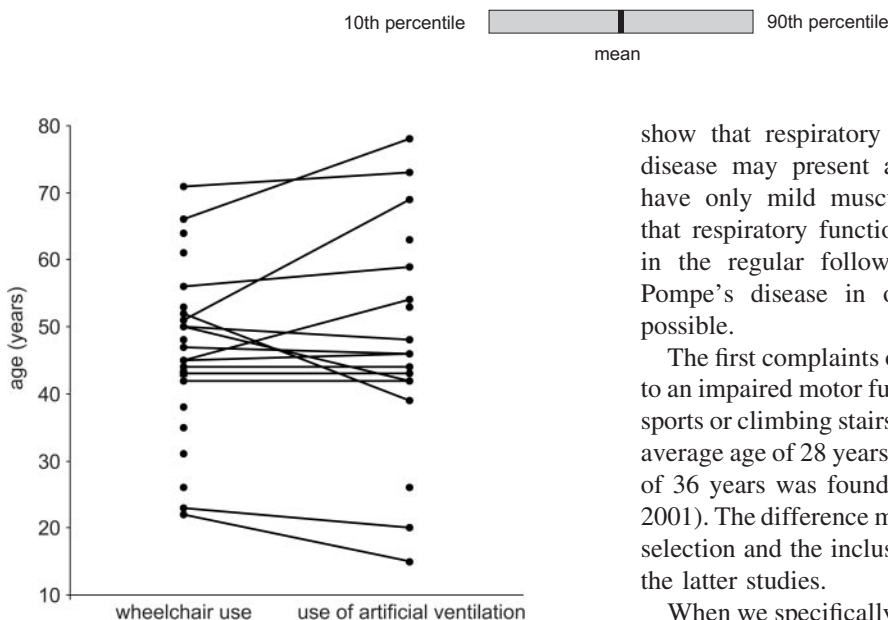 10th percentile 90th percentile
mean
80
70
60
50
40
30
20
10
age (years)
wheelchair use use of artificial ventilation
show that respiratory
disease may present a
have only mild musc
that respiratory functio
in the regular follow
Pompe's disease in o
possible.
The first complaints o
to an impaired motor fu
sports or climbing stairs
average age of 28 years
of 36 years was found
2001). The difference m
selection and the inclus
the latter studies.
When we specifically